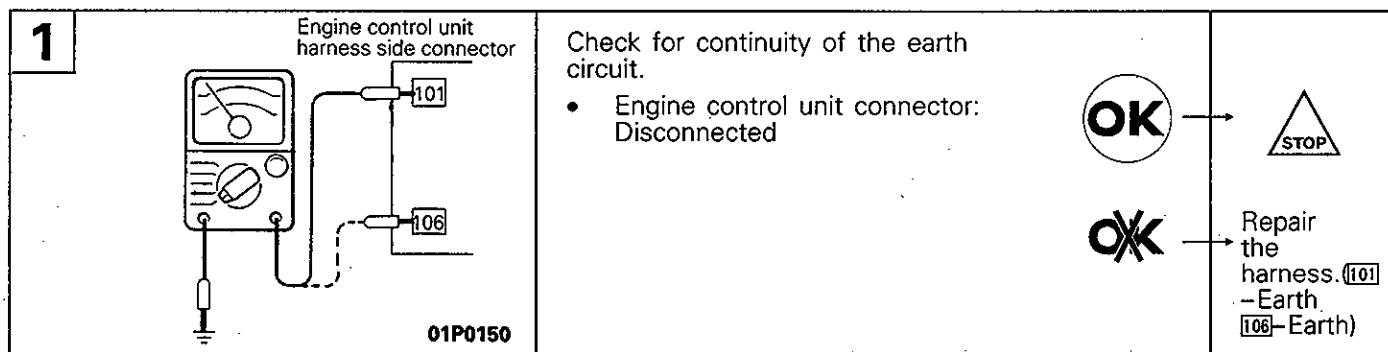 1
Engine control unit
harness side connector
101
106
01P0150
Check for continuity of the earth
circuit.
• Engine control unit connector:
Disconnected
OK
STOP
OK
Repair
the
harness.(101
–Earth
106–Earth)